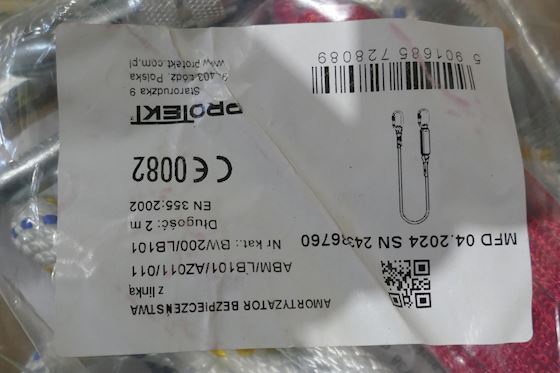 AMORTYZATOR BEZPIECZEŃSTWA
z linką
ABM/LB101/AZ011/011
Nr kat.: BW200/LB101
Długość: 2 m
EN 355:2002
CE 0082
PROTEKT
Starorudzka 9
93-403 Łódź, Polska
www.protekt.com.pl
MFD 04.2024 SN 2436760
5 901685 728089